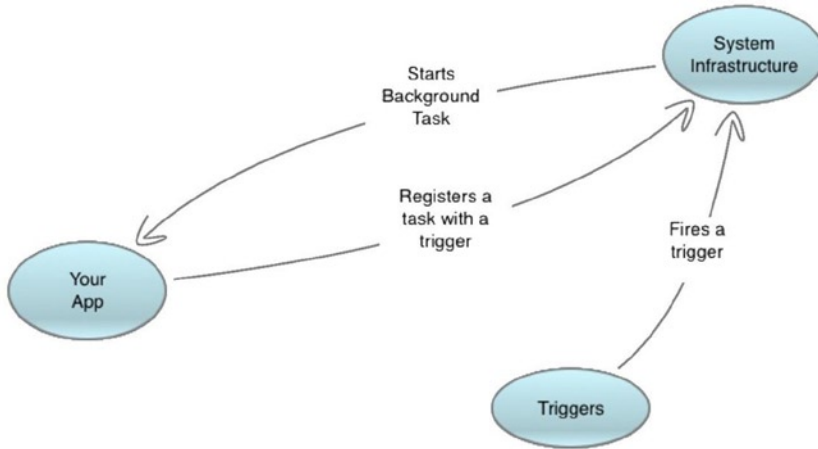 System
Infrastructure
Starts
Background
Task
Registers a
task with a
trigger
Fires a
trigger
Your
App
Triggers